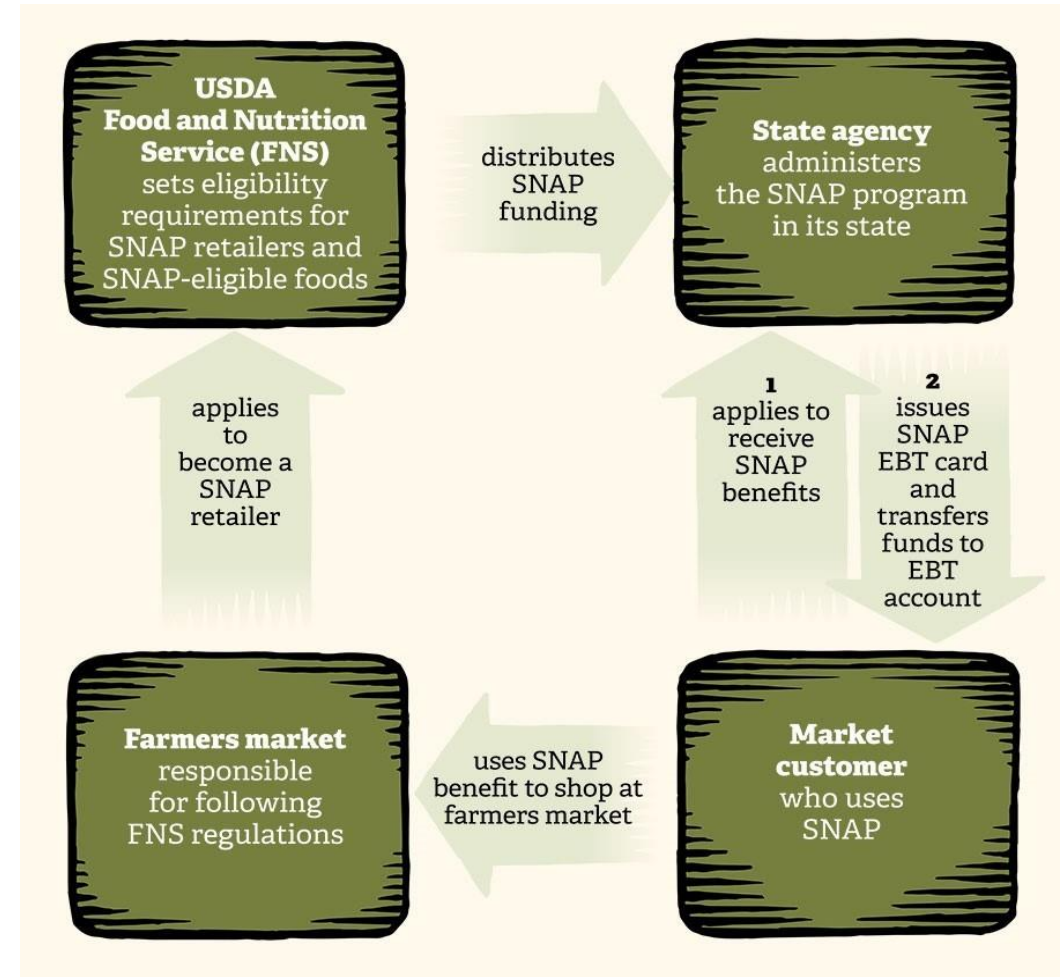 USDA
Food and Nutrition
Service (FNS)
sets eligibility
requirements for
SNAP retailers and
SNAP-eligible foods
distributes
SNAP
funding
State agency
administers
the SNAP program
in its state
applies
to
become a
SNAP
retailer
1
applies to
receive
SNAP
benefits
2
issues
SNAP
EBT card
and
transfers
funds to
EBT
account
Farmers market
responsible
for following
FNS regulations
uses SNAP
benefit to shop at
farmers market
Market
customer
who uses
SNAP